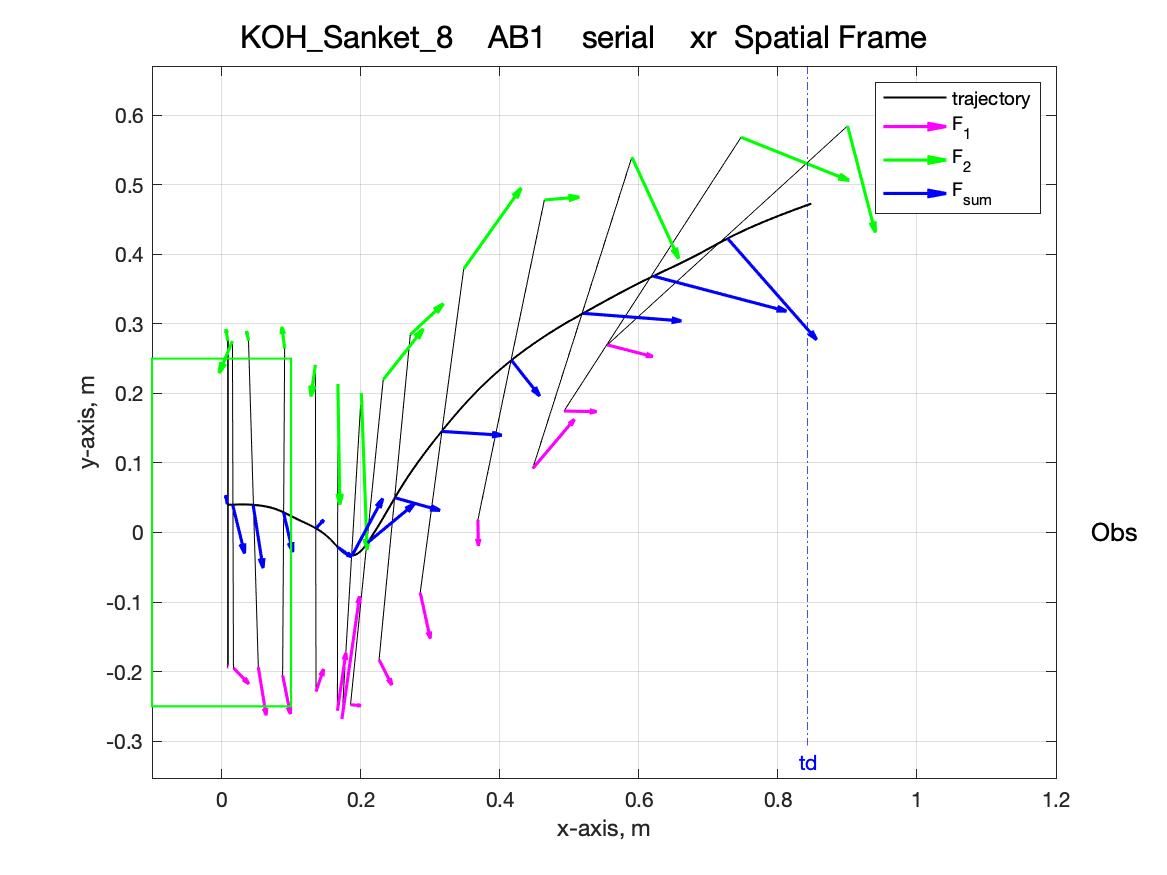 KOH_Sanket_8 AB1 serial xr Spatial Frame
trajectory
F1
F2
Fsum
0.6
0.5
0.4
0.3
0.2
0.1
0
-0.1
-0.2
-0.3
y-axis, m
Obs
td
0 0.2 0.4 0.6 0.8 1 1.2
x-axis, m